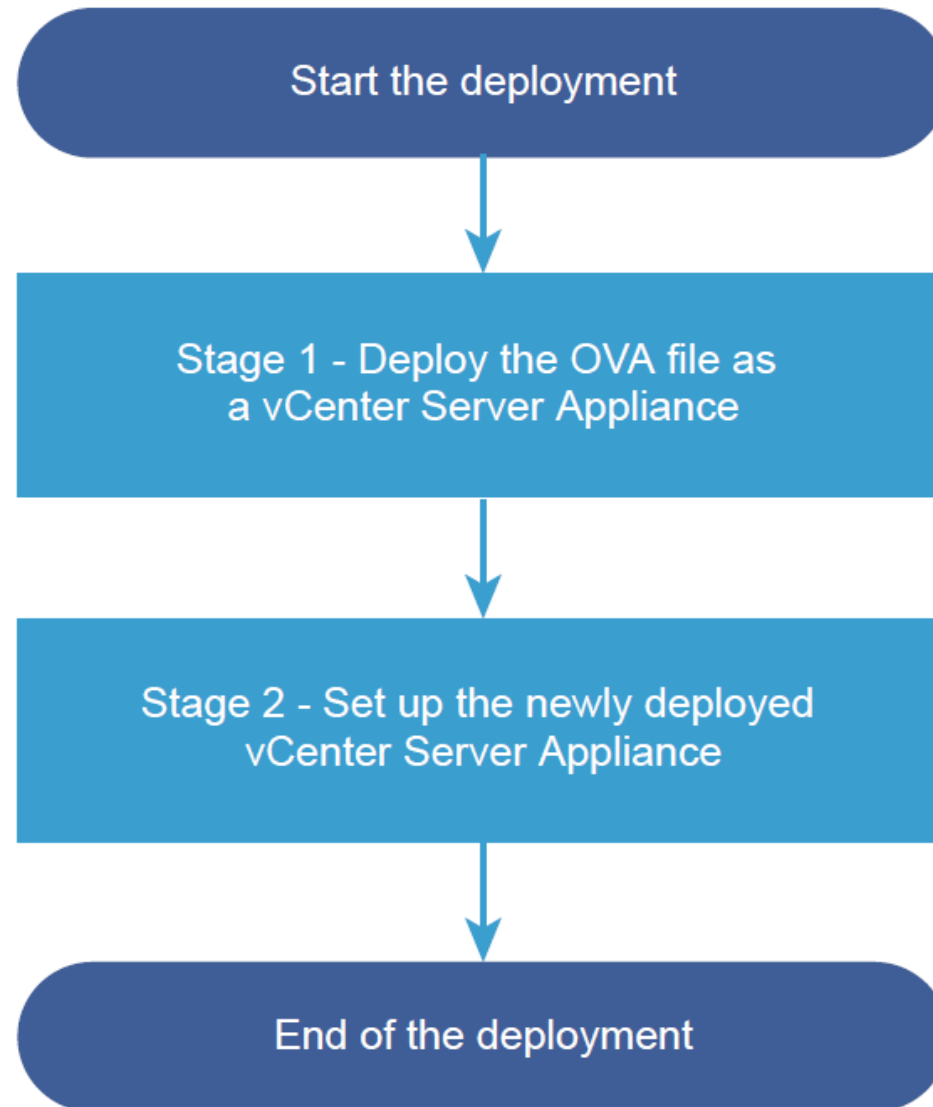 Start the deployment
Stage 1 - Deploy the OVA file as
a vCenter Server Appliance
Stage 2 - Set up the newly deployed
vCenter Server Appliance
End of the deployment